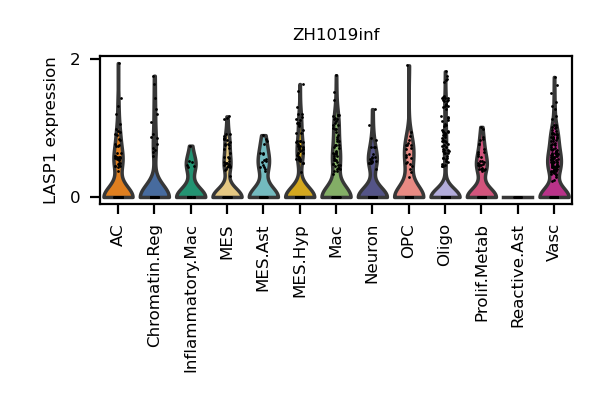 ZH1019inf
LASP1 expression
2
0
AC
Chromatin.Reg
Inflammatory.Mac
MES
MES.Ast
MES.Hyp
Mac
Neuron
OPC
Oligo
Prolif.Metab
Reactive.Ast
Vasc